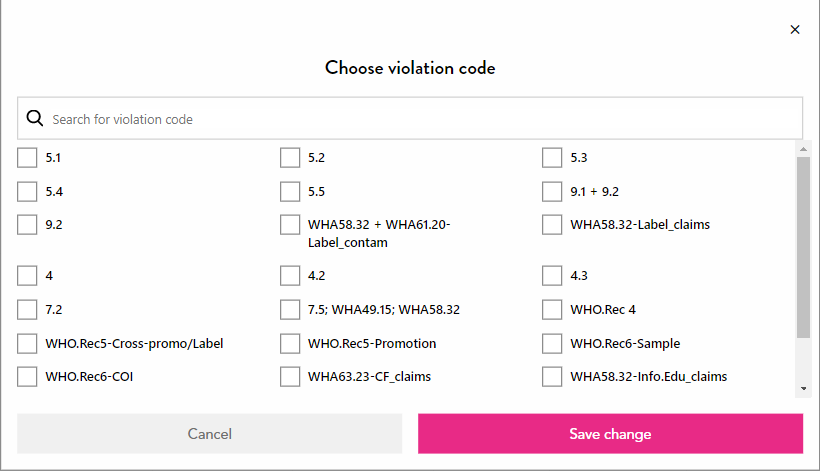 ×
Choose violation code
Search for violation code
5.1
5.2
5.3
5.4
5.5
9.1 + 9.2
9.2
WHA58.32 + WHA61.20-
Label_contam
WHA58.32-Label_claims
4
4.2
4.3
7.2
7.5; WHA49.15; WHA58.32
WHO.Rec 4
WHO.Rec5-Cross-promo/Label
WHO.Rec5-Promotion
WHO.Rec6-Sample
WHO.Rec6-COI
WHA63.23-CF_claims
WHA58.32-Info.Edu_claims
Cancel
Save change